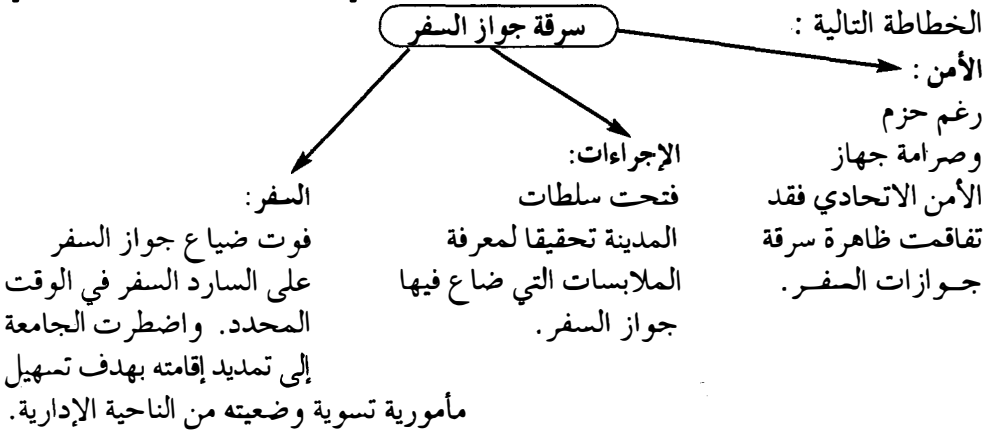 الخطاطة التالية :
سرقة جواز السفر
الأمن :
رغم حزم
وصرامة جهاز
الأمن الاتحادي فقد
تفاقمت ظاهرة سرقة
جـوازات السفـر.
الإجراءات:
فتحت سلطات
المدينة تحقيقا لمعرفة
الملابسات التي ضاع فيها
جواز السفر.
السفر:
فوت ضياع جواز السفر
على السارد السفر في الوقت
المحدد. واضطرت الجامعة
إلى تمديد إقامته بهدف تسهيل
مأمورية تسوية وضعيته من الناحية الإدارية.